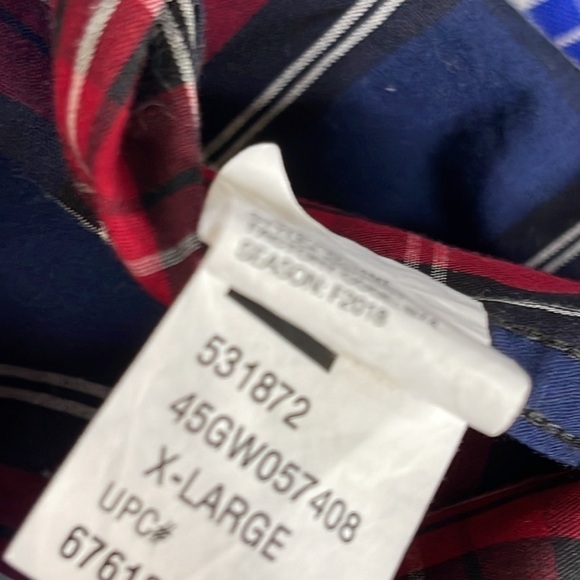 SEASON: F2018
531872
45GW057408
X-LARGE
UPC#